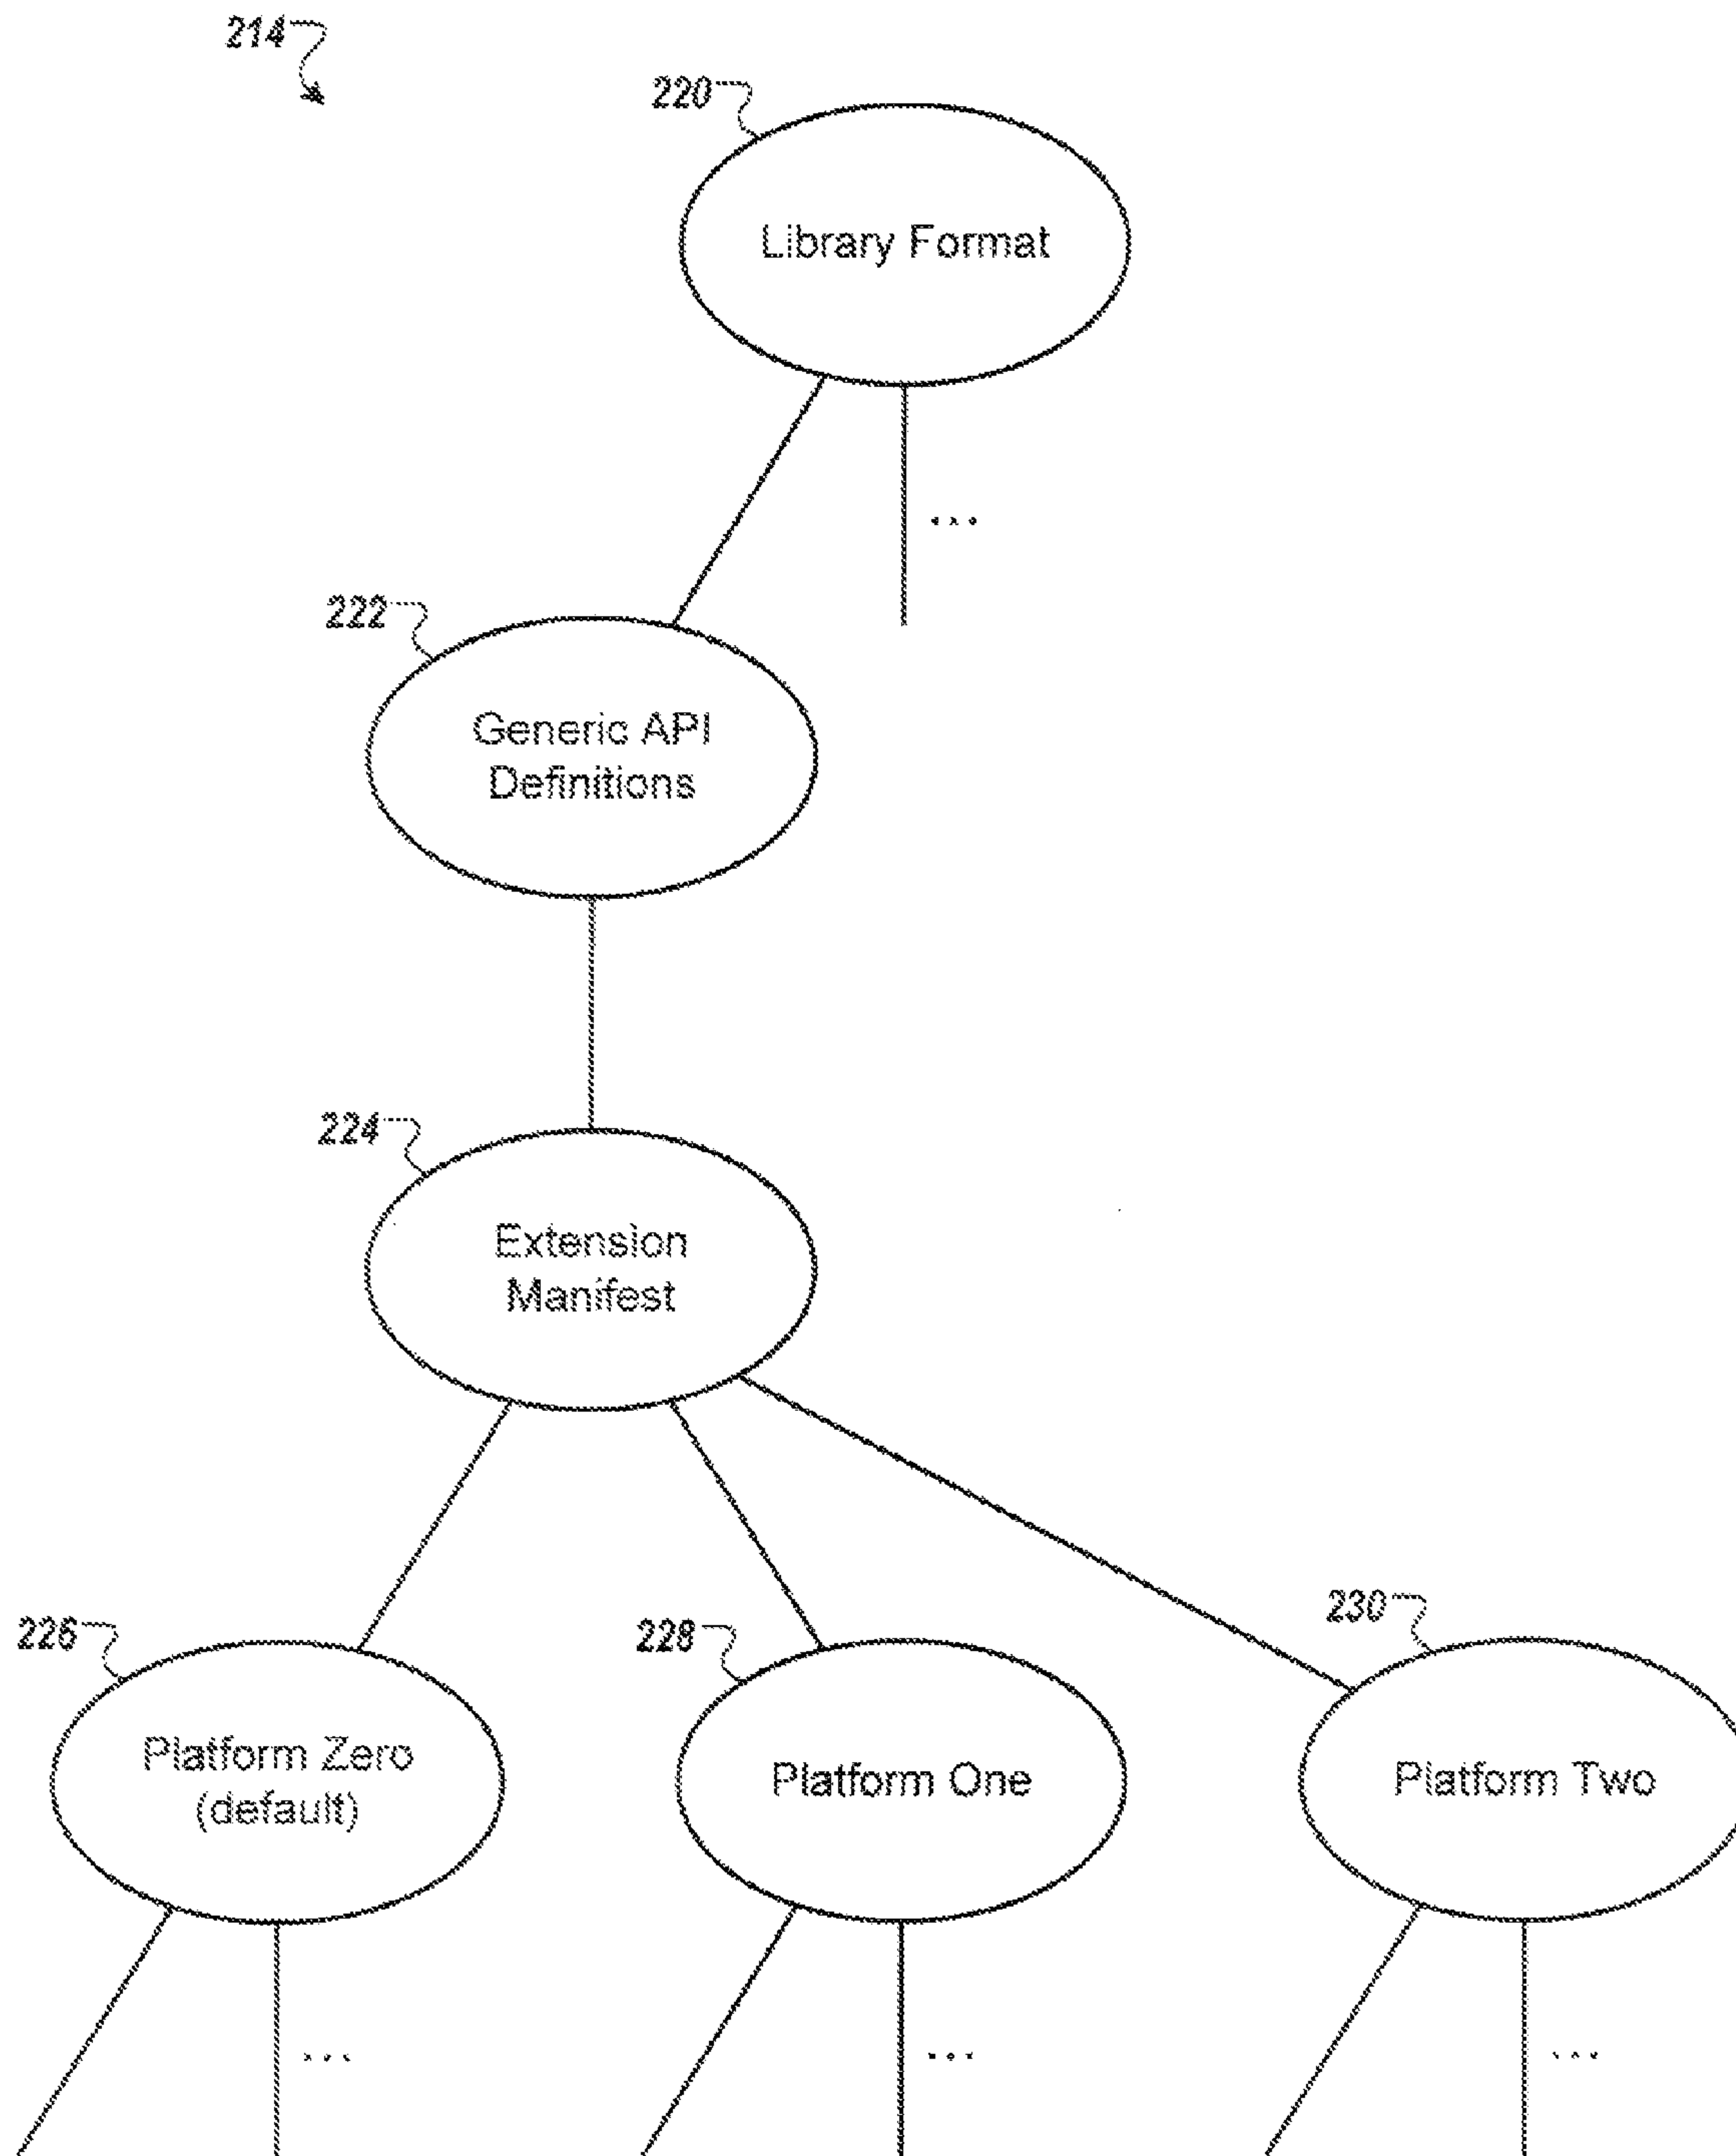 214
220
Library Format
...
222
Generic API
Definitions
224
Extension
Manifest
226
Platform Zero
(default)
228
Platform One
230
Platform Two
...
...
...